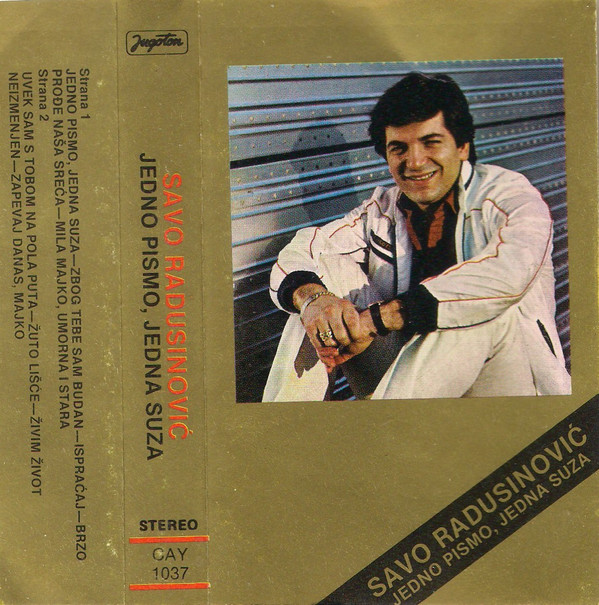 Strana 1
JEDNO PISMO, JEDNA SUZA—ZBOG TEBE SAM BUDAN—ISPRAĆAJ—BRZO
PROĐE NAŠA SREĆA—MILA MAJKO, UMORNA I STARA
Strana 2
UVEK SAM S TOBOM NA POLA PUTA—ŽUTO LIŠĆE—ŽIVIM ŽIVOT
NEIZMENJEN—ZAPEVAJ DANAS, MAJKO
Jugoton
SAVO RADUSINOVIĆ
JEDNO PISMO, JEDNA SUZA
STEREO
CAY
1037
SAVO RADUSINOVIĆ
JEDNO PISMO, JEDNA SUZA